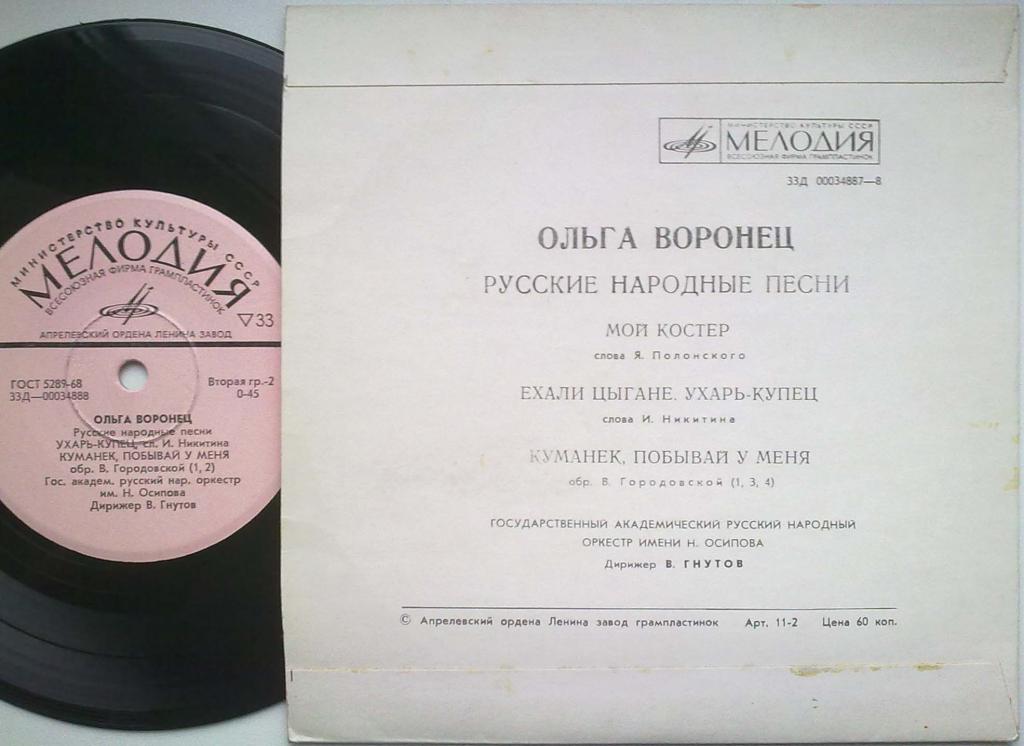 МИНИСТЕРСТВО КУЛЬТУРЫ СССР
МЕЛОДИЯ
ВСЕСОЮЗНАЯ ФИРМА ГРАМПЛАСТИНОК
▽33
АПРЕЛЕВСКИЙ ОРДЕНА ЛЕНИНА ЗАВОД
ГОСТ 5289-68
33Д—00034888
Вторая гр.-2
0-45
ОЛЬГА ВОРОНЕЦ
Русские народные песни
УХАРЬ-КУПЕЦ, сл. И. Никитина
КУМАНЕК, ПОБЫВАЙ У МЕНЯ
обр. В. Городовской (1, 2)
Гос. академ. русский нар. оркестр
им. Н. Осипова
Дирижер В. Гнутов
МИНИСТЕРСТВО КУЛЬТУРЫ СССР
МЕЛОДИЯ
ВСЕСОЮЗНАЯ ФИРМА ГРАМПЛАСТИНОК
33Д 00034887—8
ОЛЬГА ВОРОНЕЦ
РУССКИЕ НАРОДНЫЕ ПЕСНИ
МОЙ КОСТЕР
слова Я. Полонского
ЕХАЛИ ЦЫГАНЕ. УХАРЬ-КУПЕЦ
слова И. Никитина
КУМАНЕК, ПОБЫВАЙ У МЕНЯ
обр. В. Городовской (1, 3, 4)
ГОСУДАРСТВЕННЫЙ АКАДЕМИЧЕСКИЙ РУССКИЙ НАРОДНЫЙ
ОРКЕСТР ИМЕНИ Н. ОСИПОВА
Дирижер В. ГНУТОВ
© Апрелевский ордена Ленина завод грампластинок Арт. 11-2 Цена 60 коп.